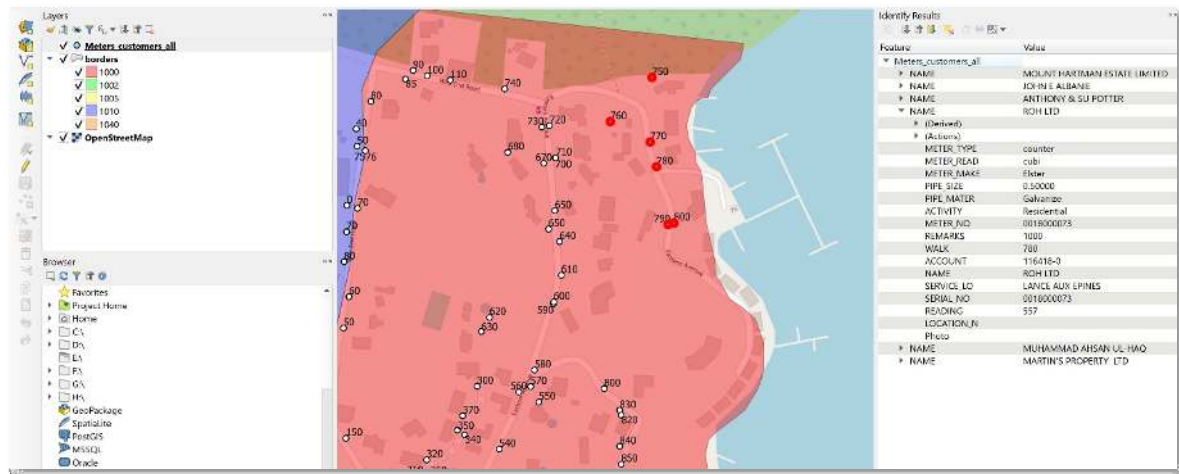 Layers
Meters_customers_all
borders
1000
1002
1005
1010
1040
OpenStreetMap
Browser
Favorites
Project Home
Home
C:\
D:\
E:\
F:\
G:\
H:\
GeoPackage
SpatiaLite
PostGIS
MSSQL
Oracle
90
100
110
85
80
740
750
40
50
730
720
760
770
780
680
710
670
700
70
650
650
640
790
800
80
610
60
600
590
50
620
630
580
300
560
570
550
800
370
830
820
350
340
150
320
540
840
850
Identify Results
Feature Value
Meters_customers_all
NAME MOUNT HARTMAN ESTATE LIMITED
NAME JOHN E ALBANIE
NAME ANTHONY & SU POTTER
NAME ROH LTD
(Derived)
(Actions)
METER_TYPE counter
METER_READ cubi
METER_MAKE Elster
PIPE_SIZE 0.50000
PIPE_MATER Galvanize
ACTIVITY Residential
METER_NO 0018000073
REMARKS 1000
WALK 780
ACCOUNT 116418-0
NAME ROH LTD
SERVICE_LO LANCE AUX EPINES
SERIAL_NO 0018000073
READING 557
LOCATION_N
Photo
NAME MUHAMMAD AHSAN UL-HAQ
NAME MARTIN'S PROPERTY LTD